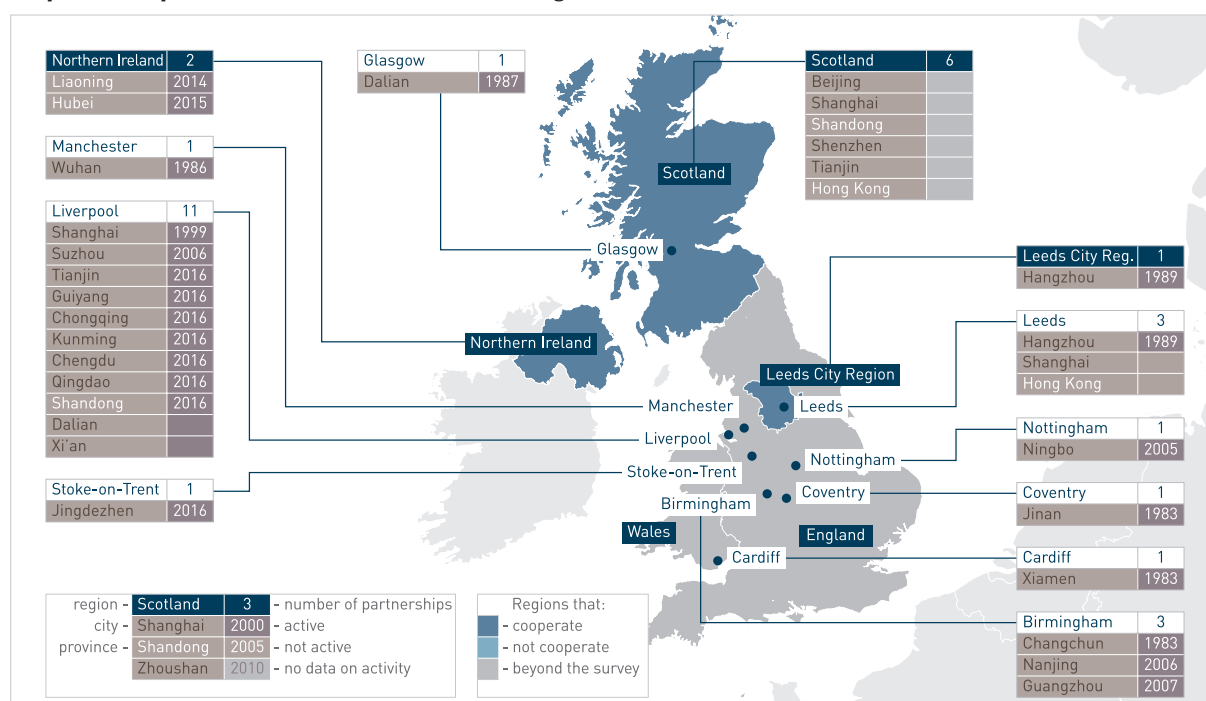 Northern Ireland 2
Liaoning 2014
Hubei 2015
Manchester 1
Wuhan 1986
Liverpool 11
Shanghai 1999
Suzhou 2006
Tianjin 2016
Guiyang 2016
Chongqing 2016
Kunming 2016
Chengdu 2016
Qingdao 2016
Shandong 2016
Dalian
Xi'an
Stoke-on-Trent 1
Jingdezhen 2016
Glasgow 1
Dalian 1987
Scotland 6
Beijing
Shanghai
Shandong
Shenzhen
Tianjin
Hong Kong
Leeds City Reg. 1
Hangzhou 1989
Leeds 3
Hangzhou 1989
Shanghai
Hong Kong
Nottingham 1
Ningbo 2005
Coventry 1
Jinan 1983
Cardiff 1
Xiamen 1983
Birmingham 3
Changchun 1983
Nanjing 2006
Guangzhou 2007
Scotland
Glasgow
Northern Ireland
Leeds City Region
Manchester
Leeds
Liverpool
Nottingham
Stoke-on-Trent
Birmingham
Coventry
Wales
England
Cardiff
region - Scotland 3 - number of partnerships
city - Shanghai 2000 - active
province - Shandong 2005 - not active
Zhoushan 2010 - no data on activity
Regions that:
- cooperate
- not cooperate
- beyond the survey